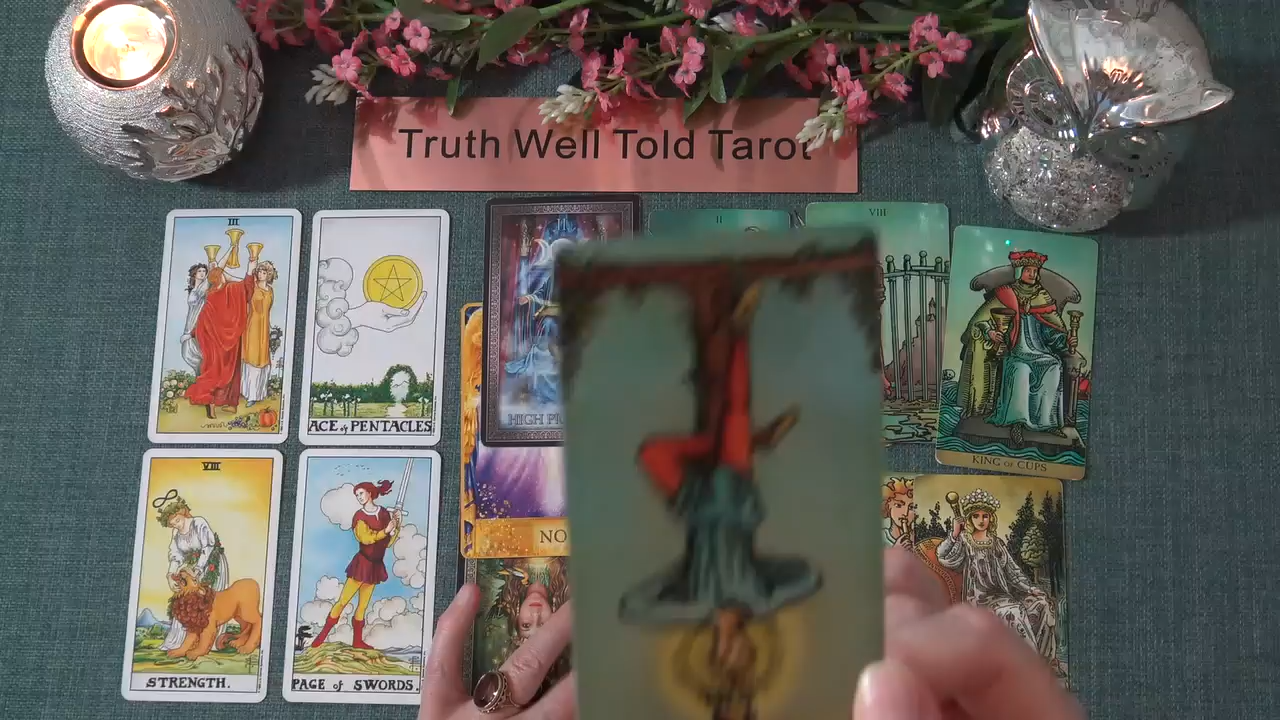 Truth Well Told Tarot
III
II
VIII
HIGH PR
ACE of PENTACLES
KING OF CUPS
VIII
NO
STRENGTH.
PAGE of SWORDS.